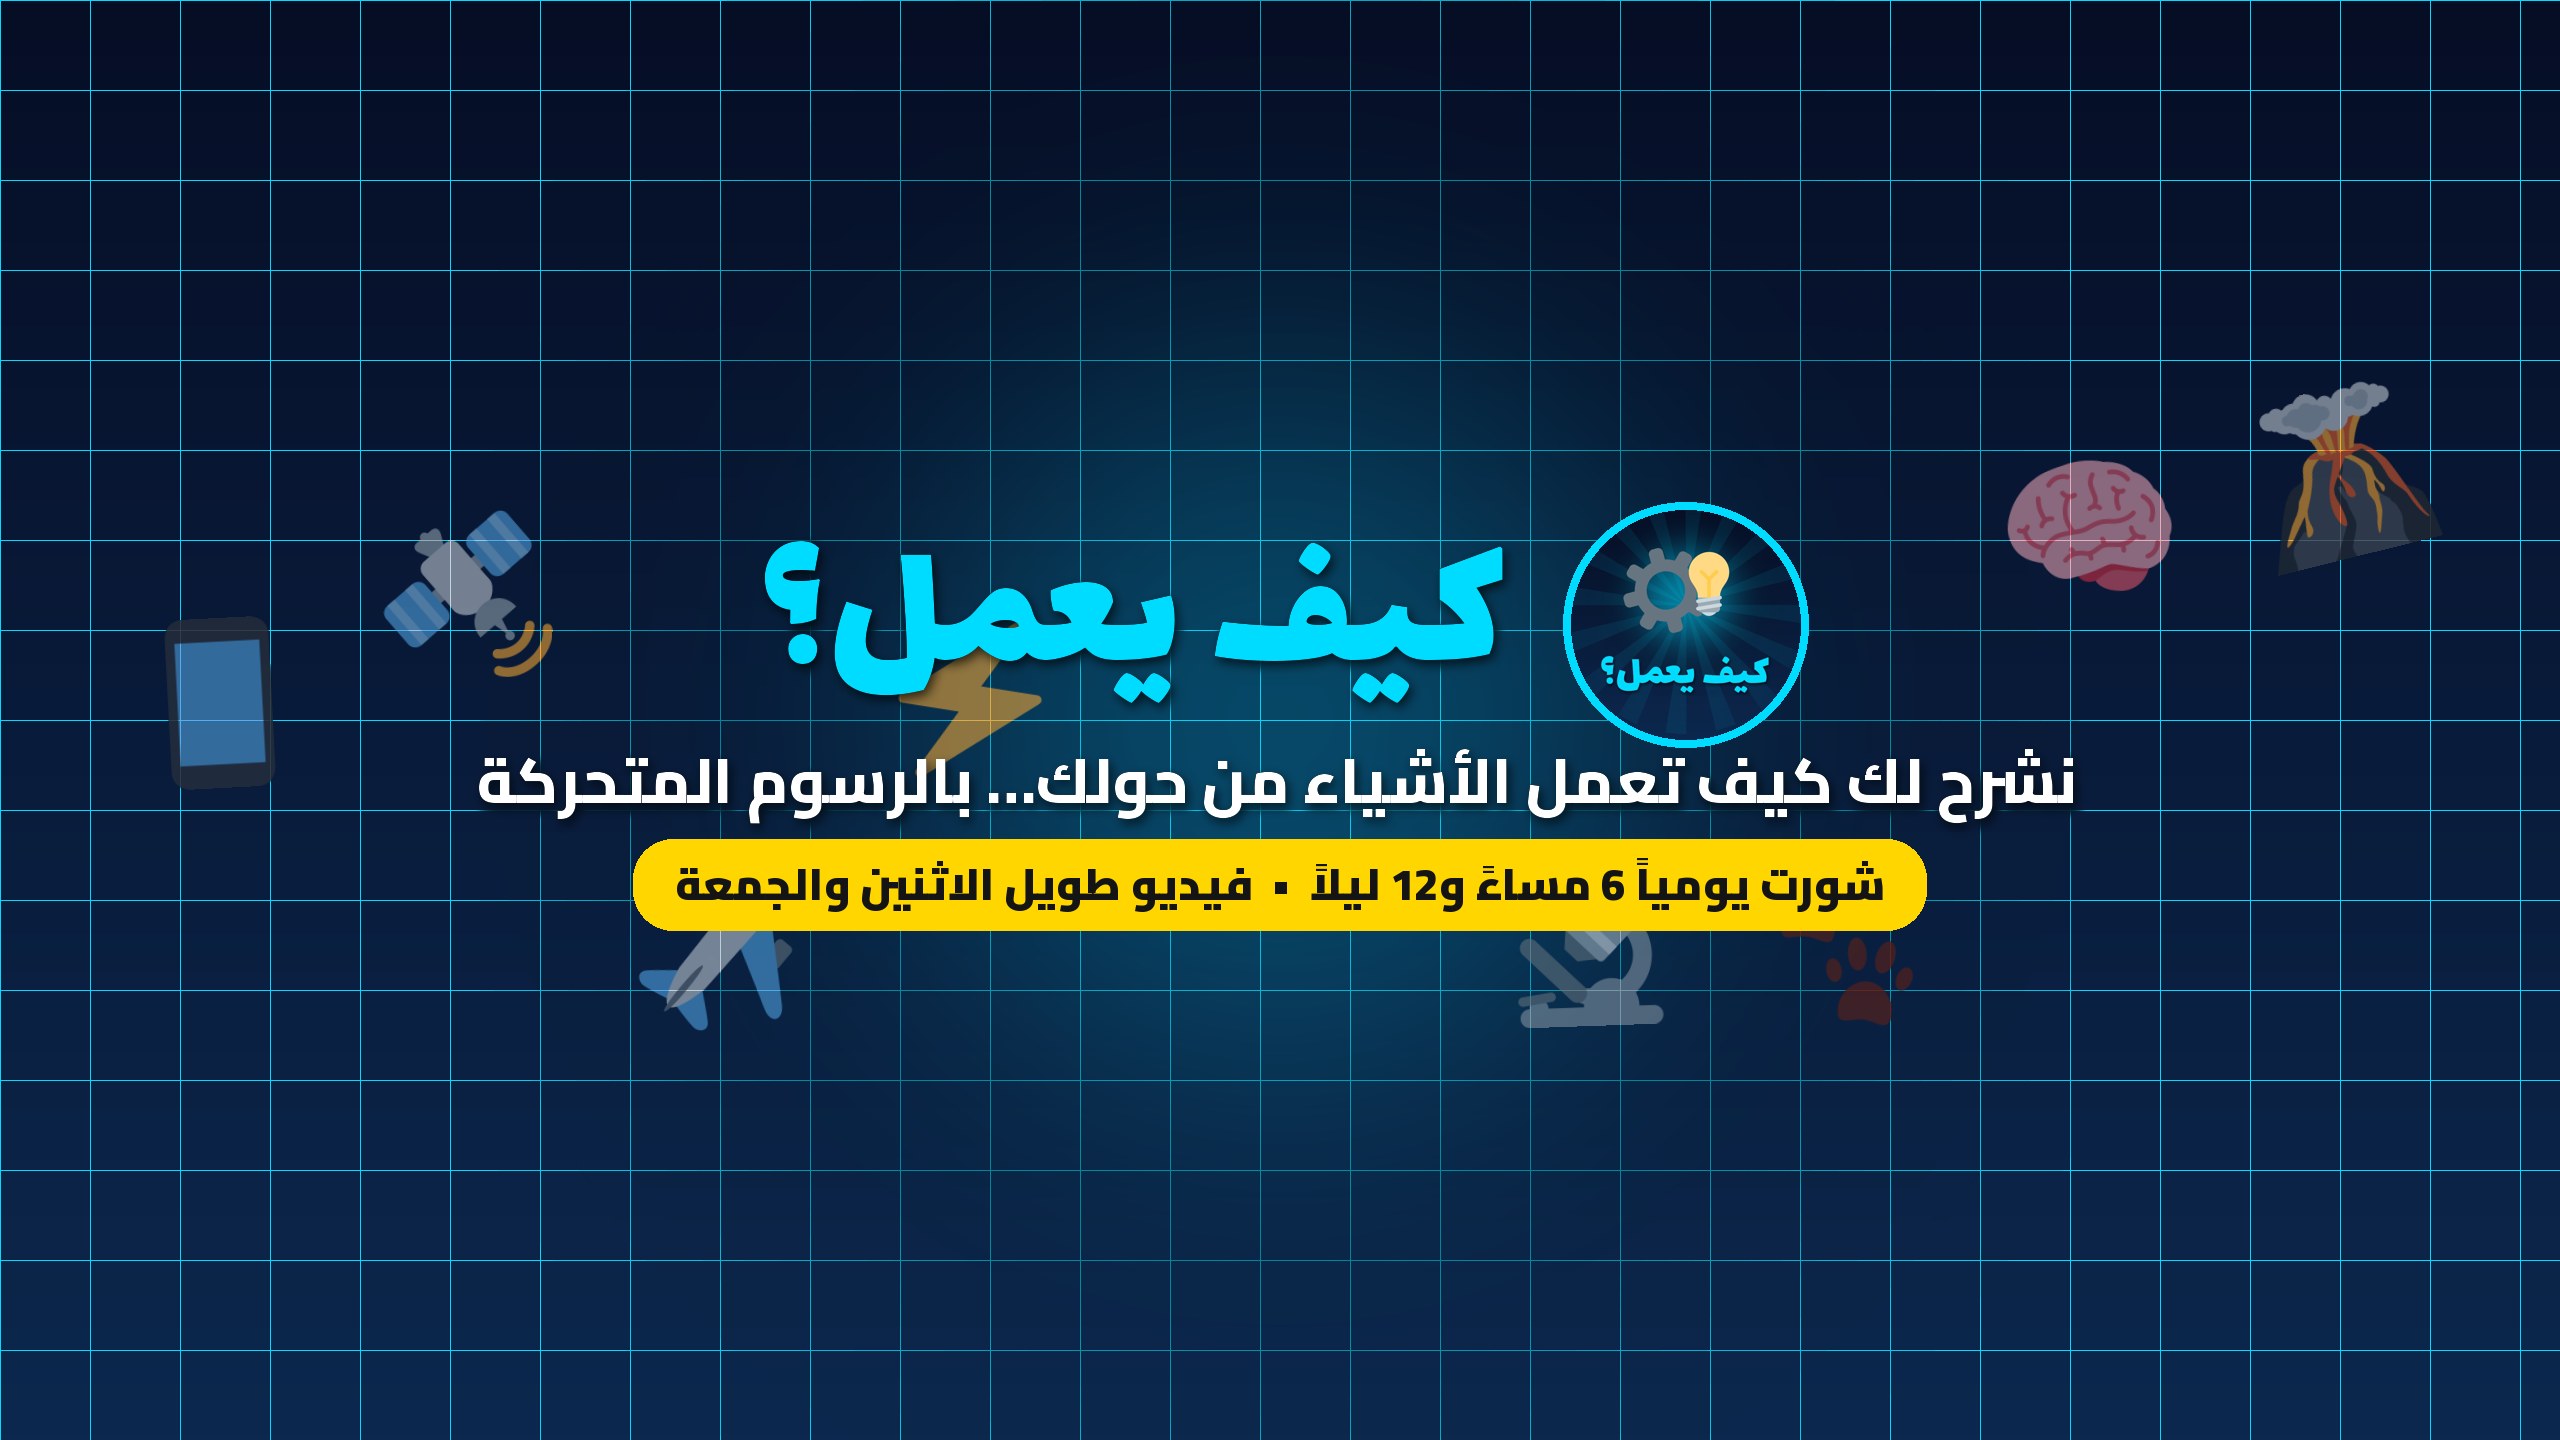 كيف يعمل؟
كيف يعمل؟
نشرح لك كيف تعمل الأشياء من حولك... بالرسوم المتحركة
شورت يومياً 6 مساءً و12 ليلاً ▪ فيديو طويل الاثنين والجمعة